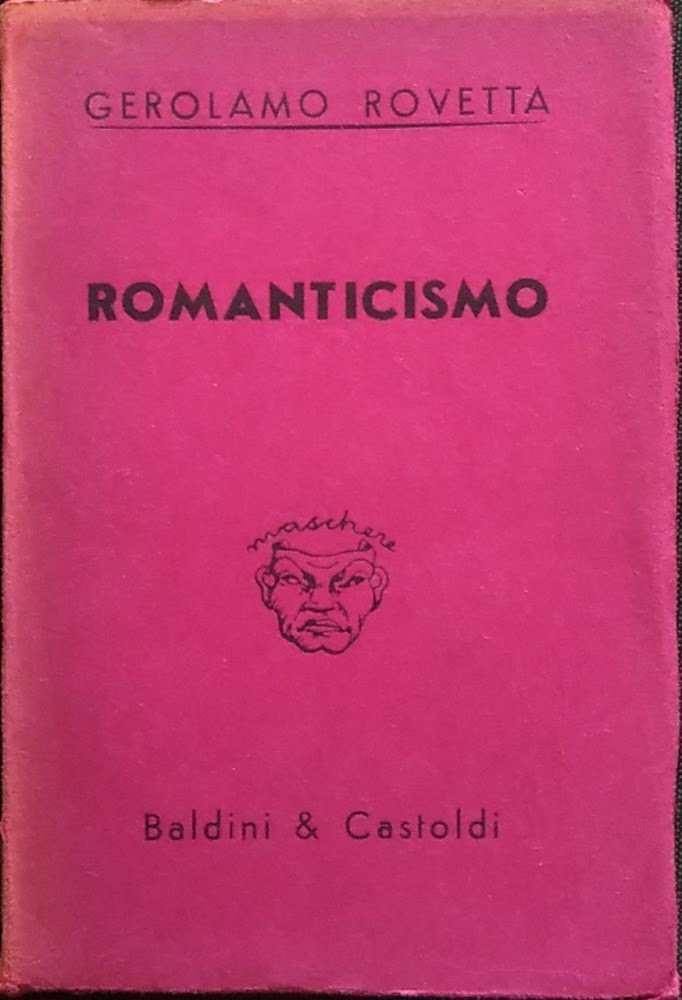 GEROLAMO ROVETTA
ROMANTICISMO
maschere
Baldini & Castoldi